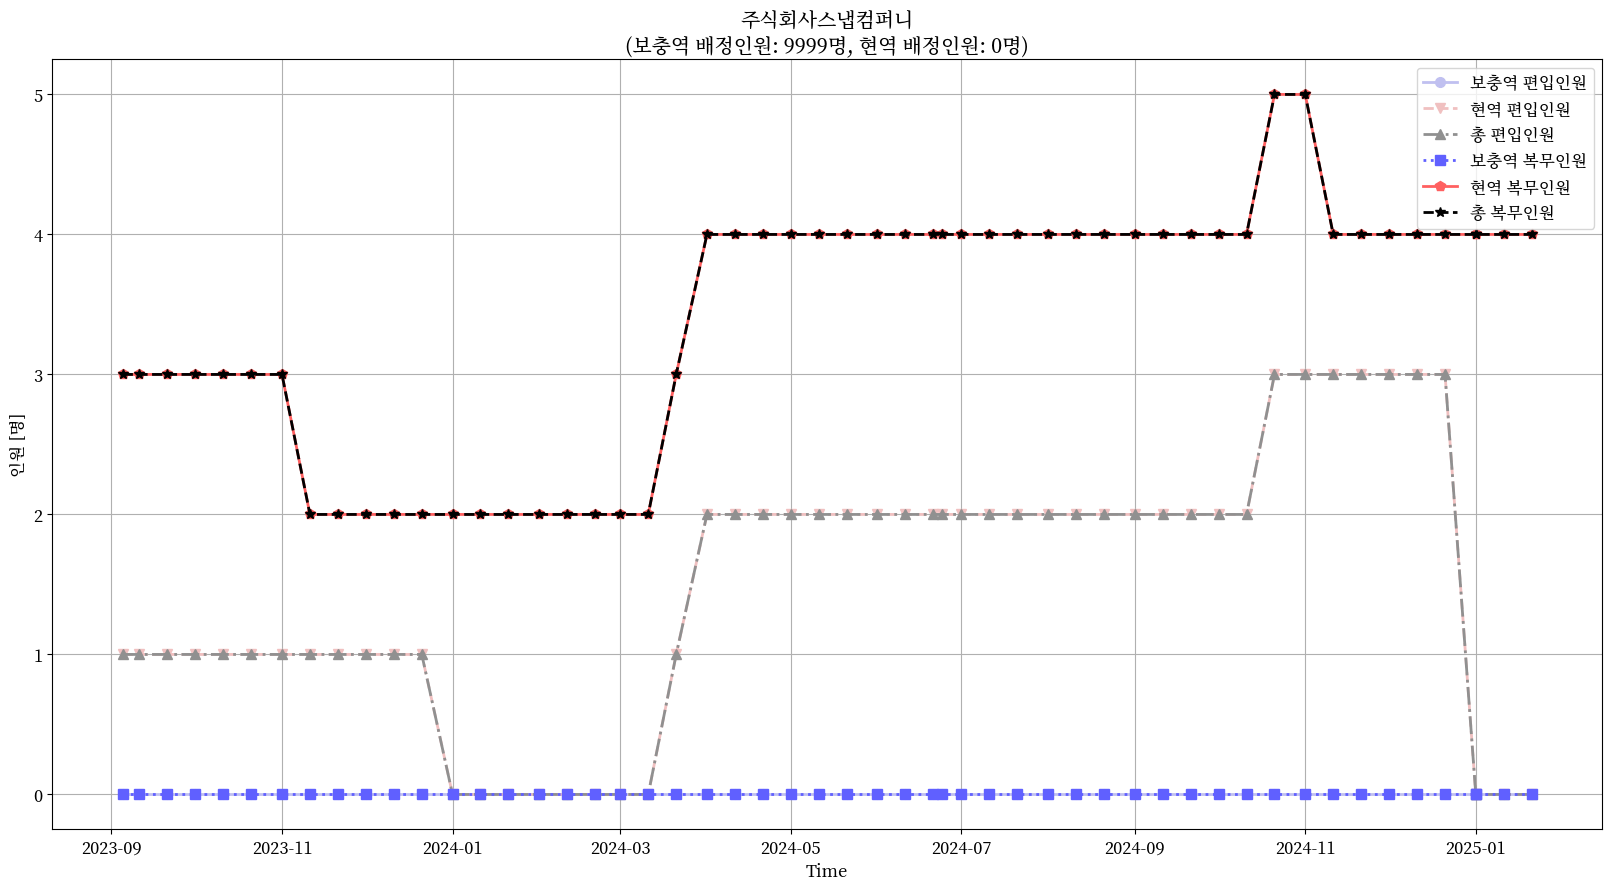 주식회사스냅컴퍼니
(보충역 배정인원: 9999명, 현역 배정인원: 0명)
보충역 편입인원
현역 편입인원
총 편입인원
보충역 복무인원
현역 복무인원
총 복무인원
인원 [명]
5
4
3
2
1
0
2023-09
2023-11
2024-01
2024-03
2024-05
2024-07
2024-09
2024-11
2025-01
Time